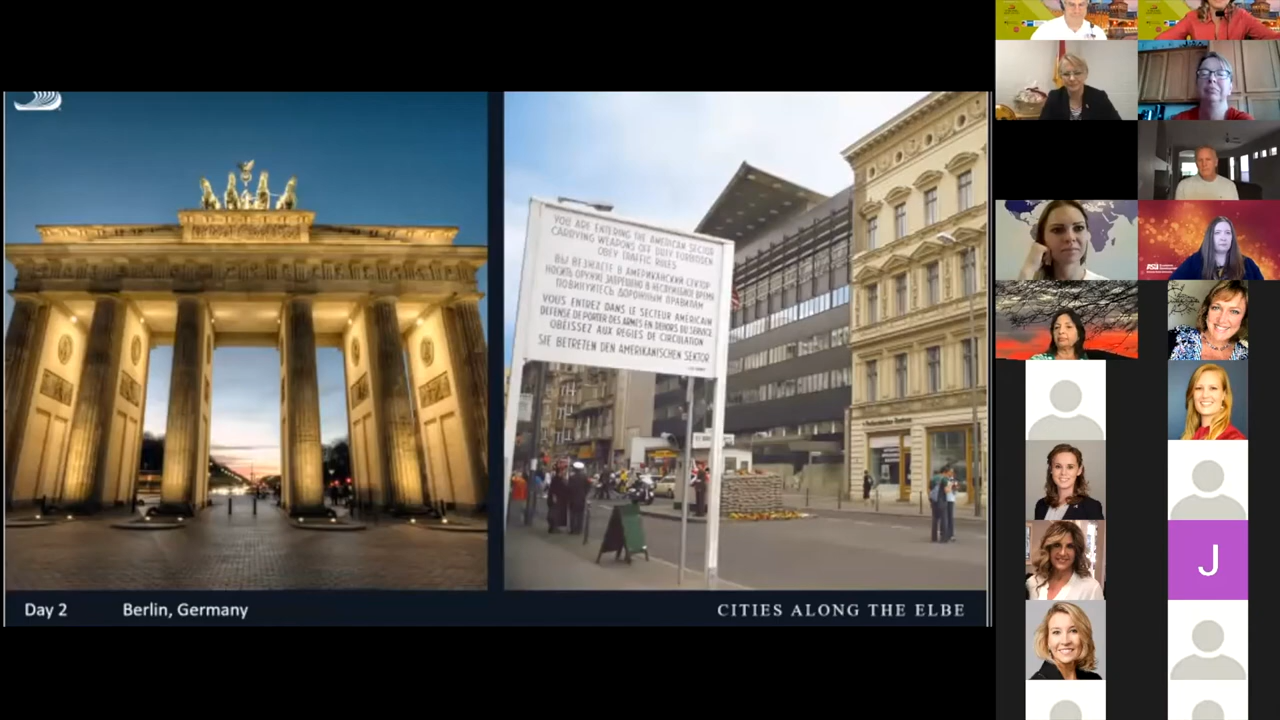 YOU ARE ENTERING THE AMERICAN SECTOR
CARRYING WEAPONS OFF DUTY FORBIDDEN
OBEY TRAFFIC RULES
ВЫ ВЪЕЗЖАЕТЕ В АМЕРИКАНСКИЙ СЕКТОР
НОСИТЬ ОРУЖИЕ ЗАПРЕЩЕНО В НЕСЛУЖЕБНОЕ ВРЕМЯ
ПОВИНУЙТЕСЬ ДОРОЖНЫМ ПРАВИЛАМ
VOUS ENTREZ DANS LE SECTEUR AMÉRICAIN
DÉFENSE DE PORTER DES ARMES EN DEHORS DU SERVICE
OBÉISSEZ AUX RÈGLES DE CIRCULATION
SIE BETRETEN DEN AMERIKANISCHEN SEKTOR
Day 2
Berlin, Germany
CITIES ALONG THE ELBE
ASU
J